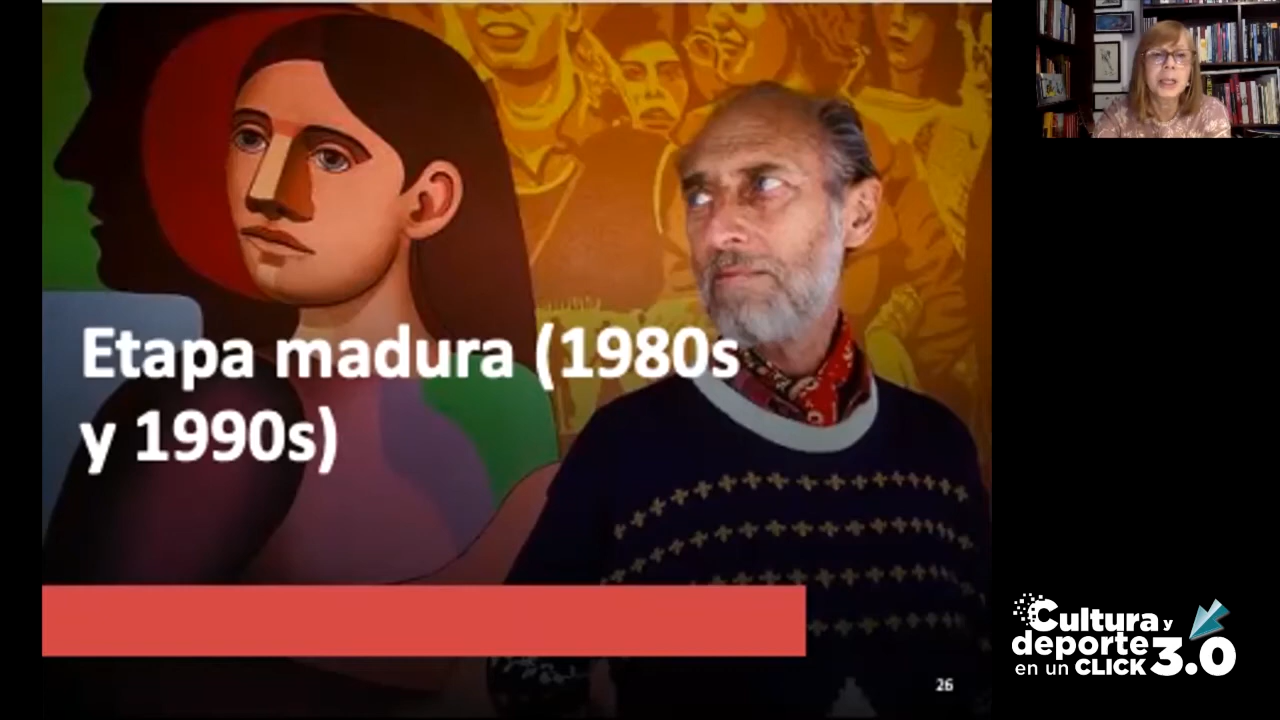 Etapa madura (1980s
y 1990s)
26
Cultura y
deporte
en un CLICK 3.0